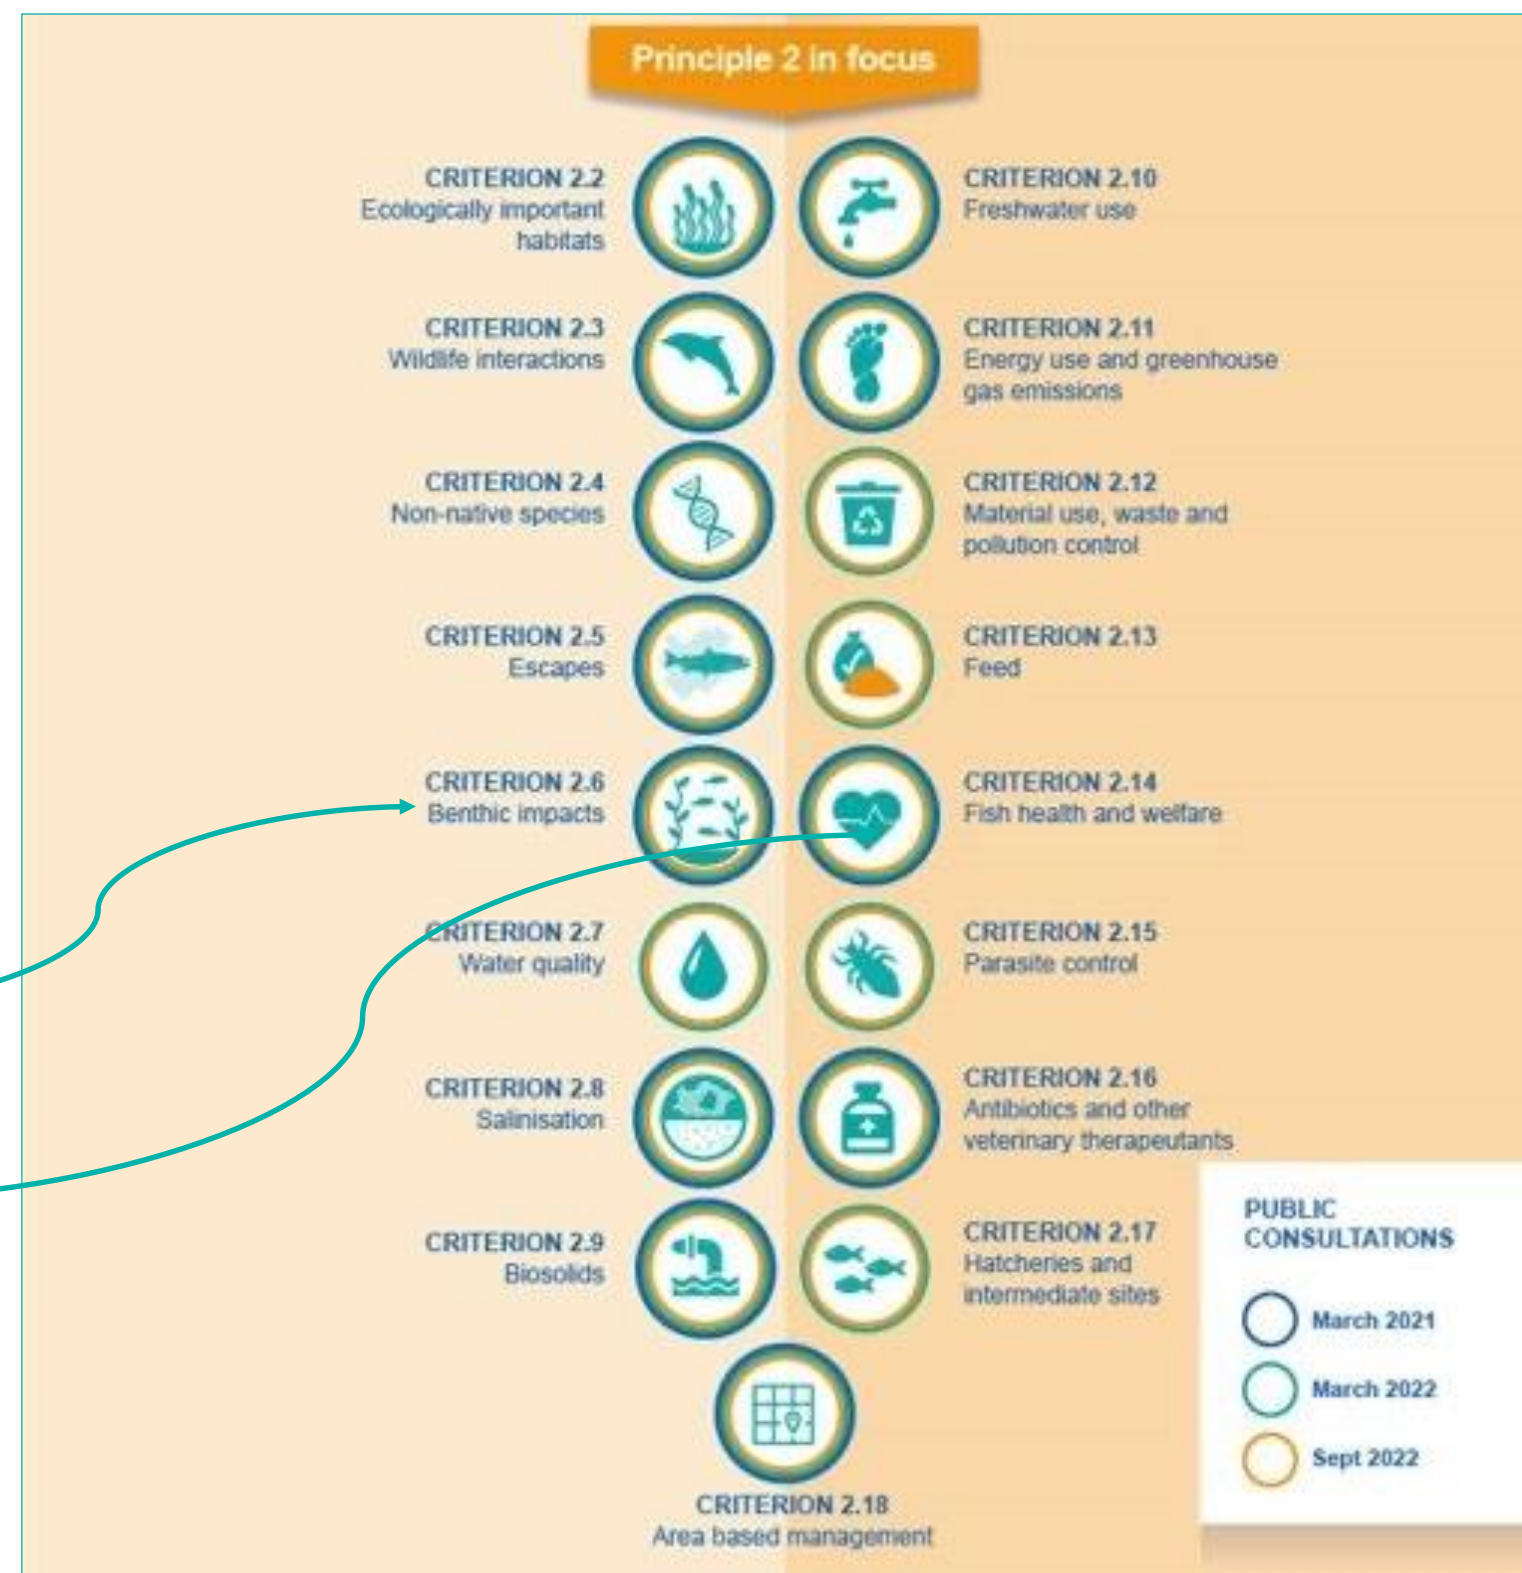 Principle 2 in focus
CRITERION 2.2
Ecologically important
habitats
CRITERION 2.3
Wildlife interactions
CRITERION 2.4
Non-native species
CRITERION 2.5
Escapes
CRITERION 2.6
Benthic impacts
CRITERION 2.7
Water quality
CRITERION 2.8
Salinisation
CRITERION 2.9
Biosolids
CRITERION 2.10
Freshwater use
CRITERION 2.11
Energy use and greenhouse
gas emissions
CRITERION 2.12
Material use, waste and
pollution control
CRITERION 2.13
Feed
CRITERION 2.14
Fish health and welfare
CRITERION 2.15
Parasite control
CRITERION 2.16
Antibiotics and other
veterinary therapeutants
CRITERION 2.17
Hatcheries and
intermediate sites
CRITERION 2.18
Area based management
PUBLIC
CONSULTATIONS
March 2021
March 2022
Sept 2022